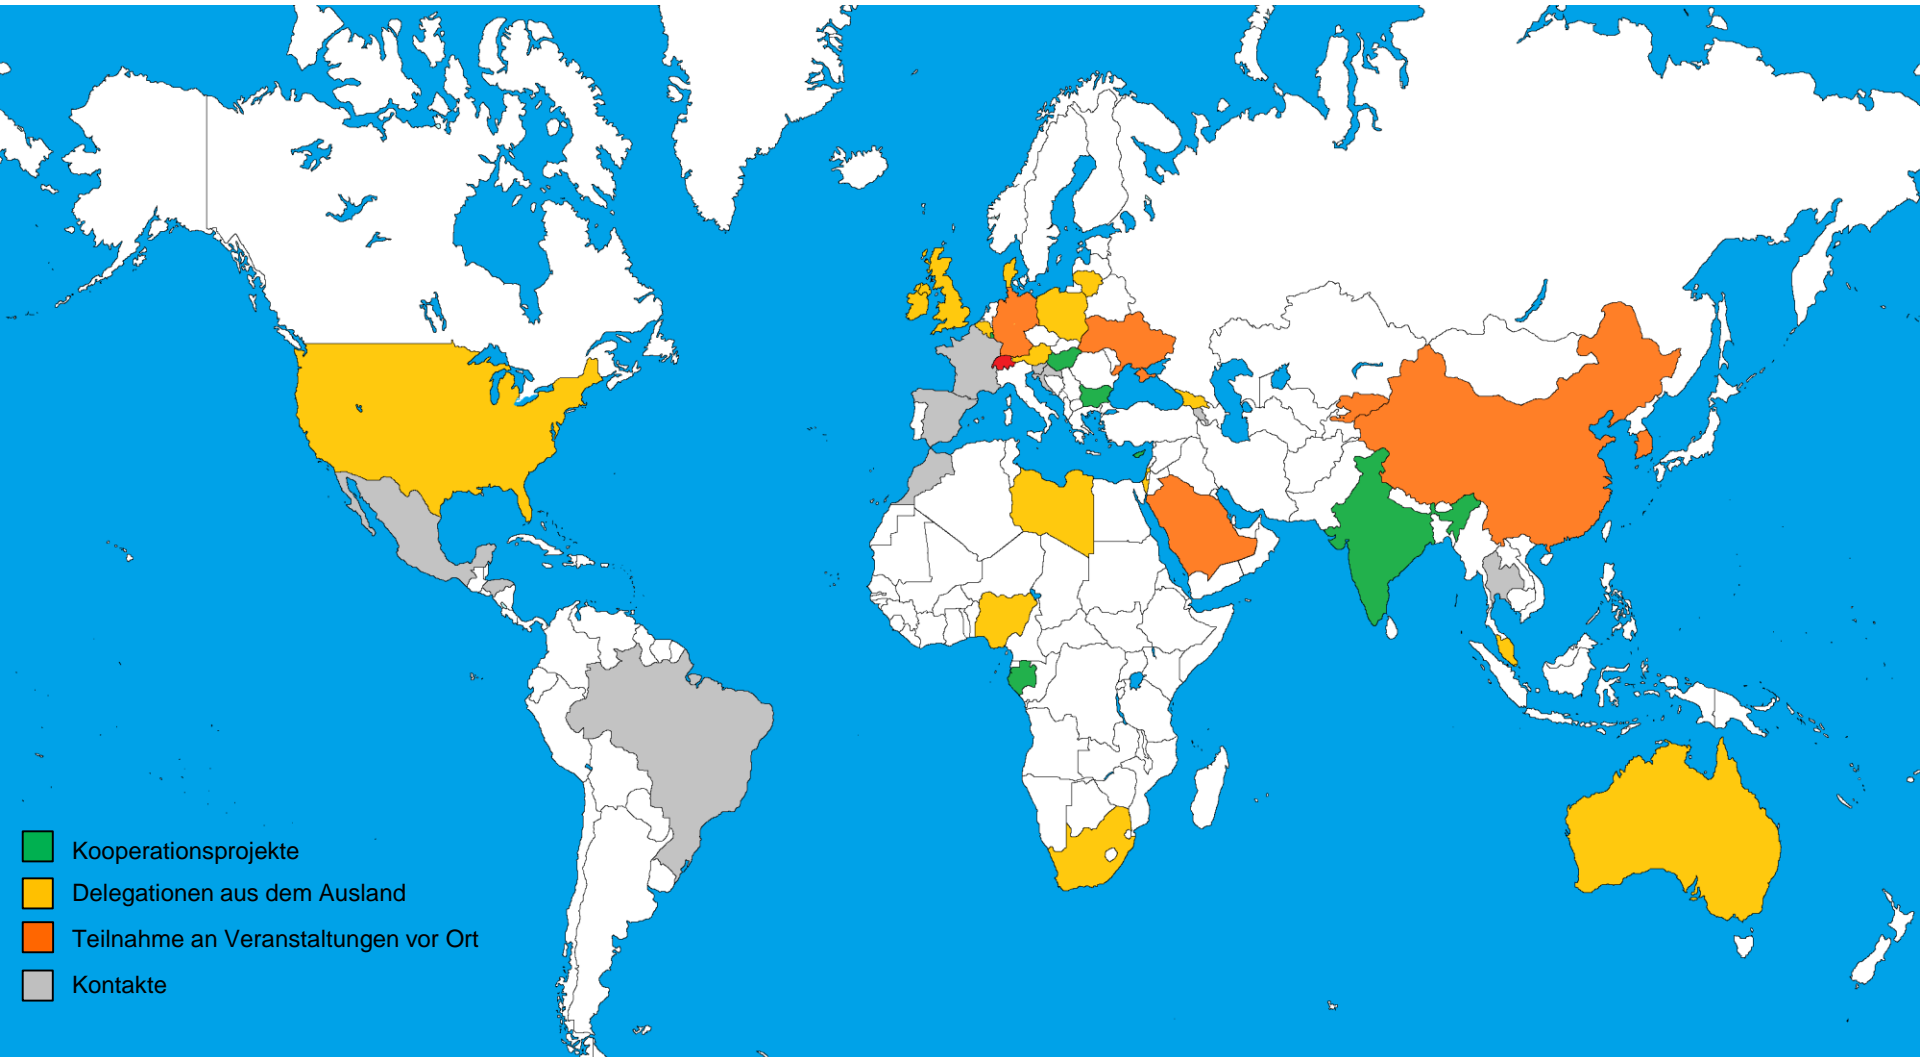 Kooperationsprojekte
Delegationen aus dem Ausland
Teilnahme an Veranstaltungen vor Ort
Kontakte